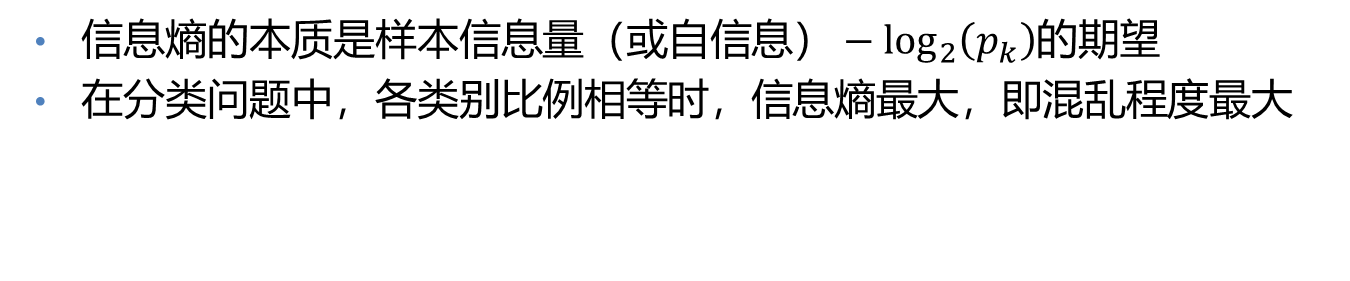 • 信息熵的本质是样本信息量（或自信息）$-\log_2(p_k)$的期望
• 在分类问题中，各类别比例相等时，信息熵最大，即混乱程度最大